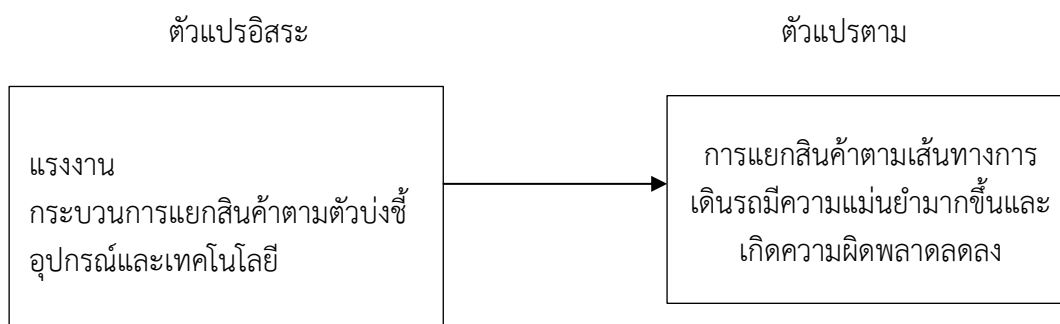 ตัวแปรอิสระ
ตัวแปรตาม
แรงงาน
กระบวนการแยกสินค้าตามตัวบ่งชี้
อุปกรณ์และเทคโนโลยี
การแยกสินค้าตามเส้นทางการ
เดินรถมีความแม่นยำมากขึ้นและ
เกิดความผิดพลาดลดลง